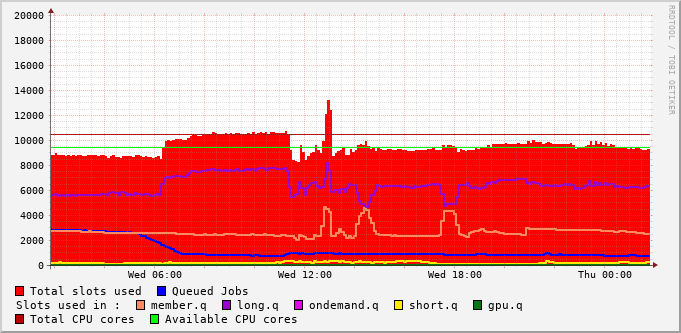 RRDTOOL / TOBI OETIKER
20000
18000
16000
14000
12000
10000
8000
6000
4000
2000
0
Wed 06:00 Wed 12:00 Wed 18:00 Thu 00:00
Total slots used Queued Jobs
Slots used in : member.q long.q ondemand.q short.q gpu.q
Total CPU cores Available CPU cores